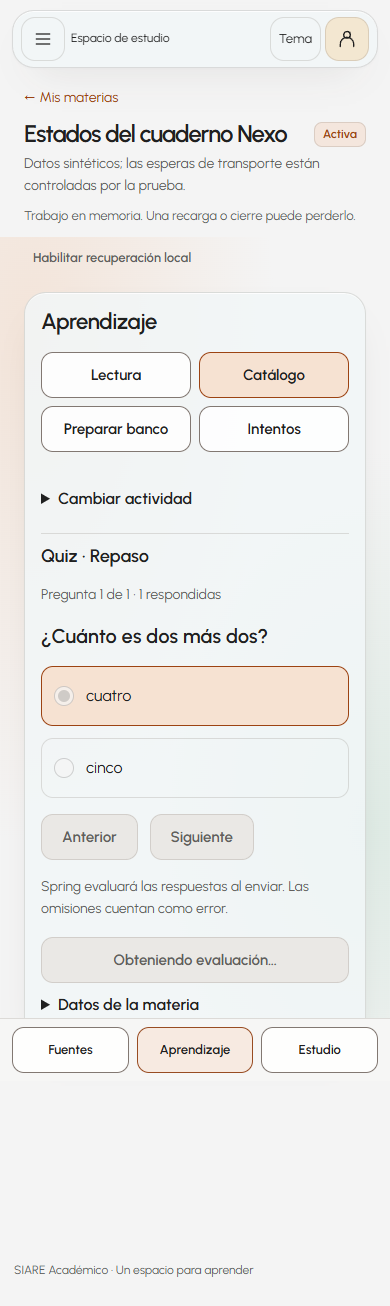 Espacio de estudio
Tema
← Mis materias
Estados del cuaderno Nexo
Activa
Datos sintéticos; las esperas de transporte están
controladas por la prueba.
Trabajo en memoria. Una recarga o cierre puede perderlo.
Habilitar recuperación local
Aprendizaje
Lectura
Catálogo
Preparar banco
Intentos
▶ Cambiar actividad
Quiz · Repaso
Pregunta 1 de 1 · 1 respondidas
¿Cuánto es dos más dos?
cuatro
cinco
Anterior
Siguiente
Spring evaluará las respuestas al enviar. Las
omisiones cuentan como error.
Obteniendo evaluación…
▶ Datos de la materia
Fuentes
Aprendizaje
Estudio
SIARE Académico · Un espacio para aprender